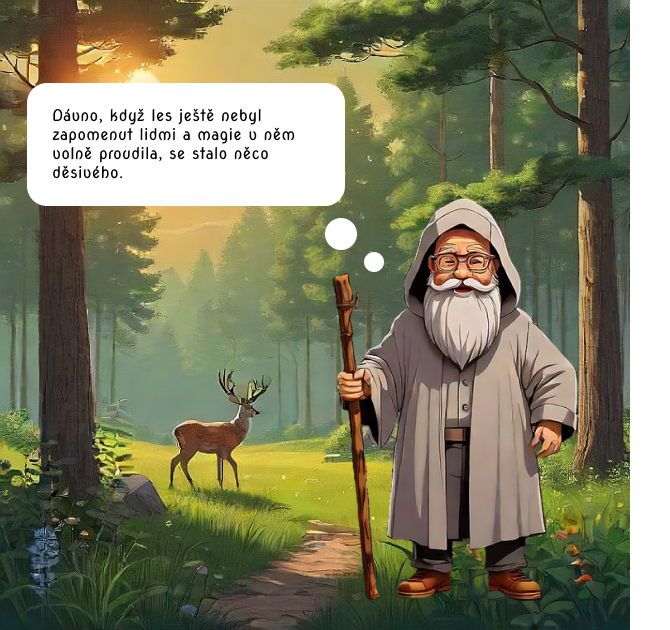 Dávno, když les ještě nebyl
zapomenut lidmi a magie v něm
volně proudila, se stalo něco
děsivého.